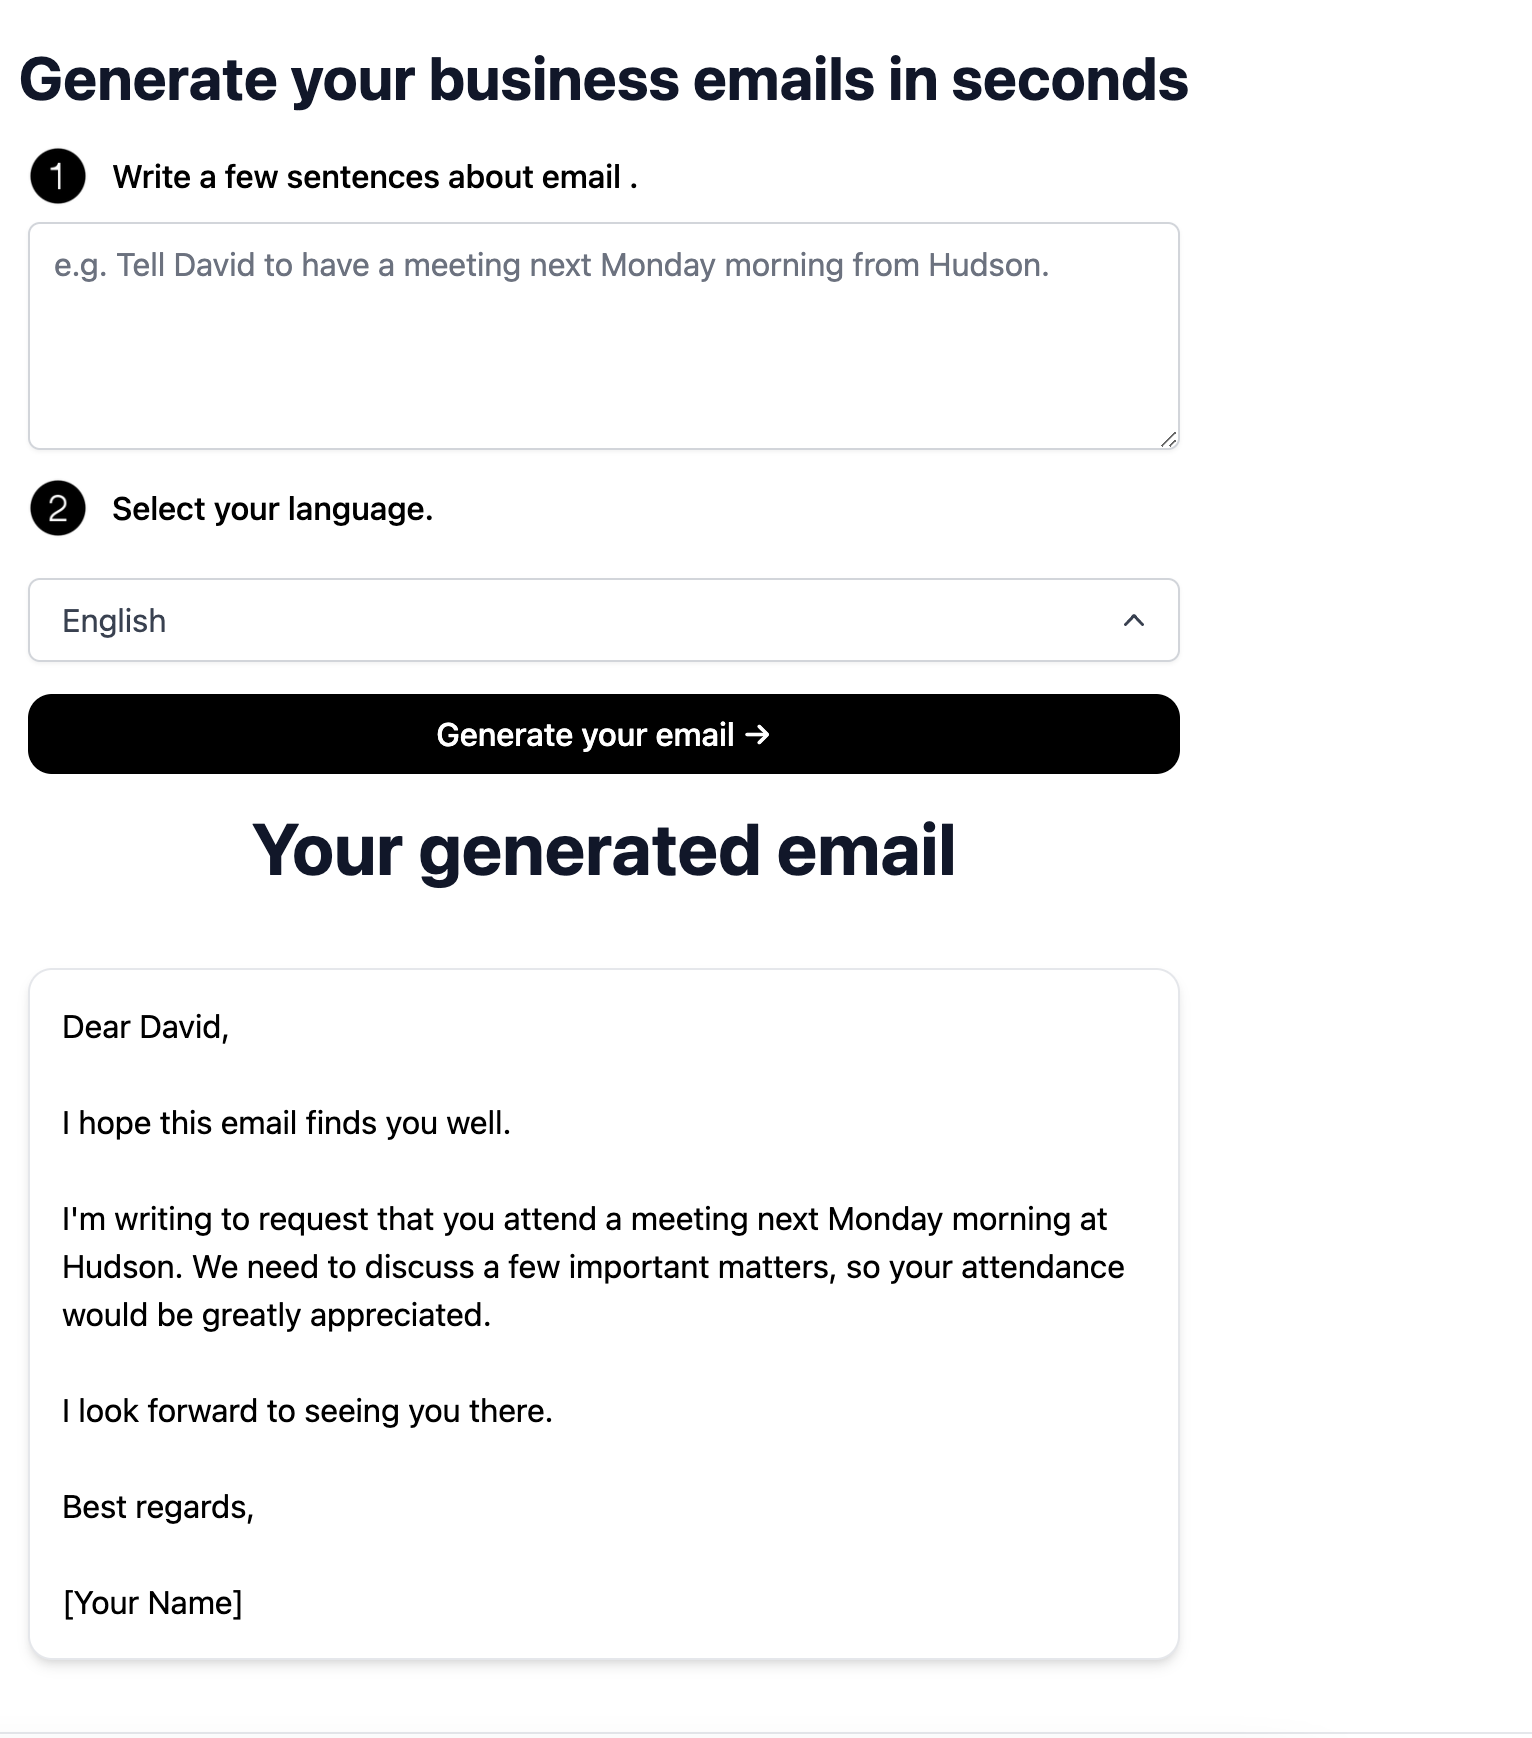 Generate your business emails in seconds
1 Write a few sentences about email .
e.g. Tell David to have a meeting next Monday morning from Hudson.
2 Select your language.
English
Generate your email →
Your generated email
Dear David,
I hope this email finds you well.
I'm writing to request that you attend a meeting next Monday morning at
Hudson. We need to discuss a few important matters, so your attendance
would be greatly appreciated.
I look forward to seeing you there.
Best regards,
[Your Name]